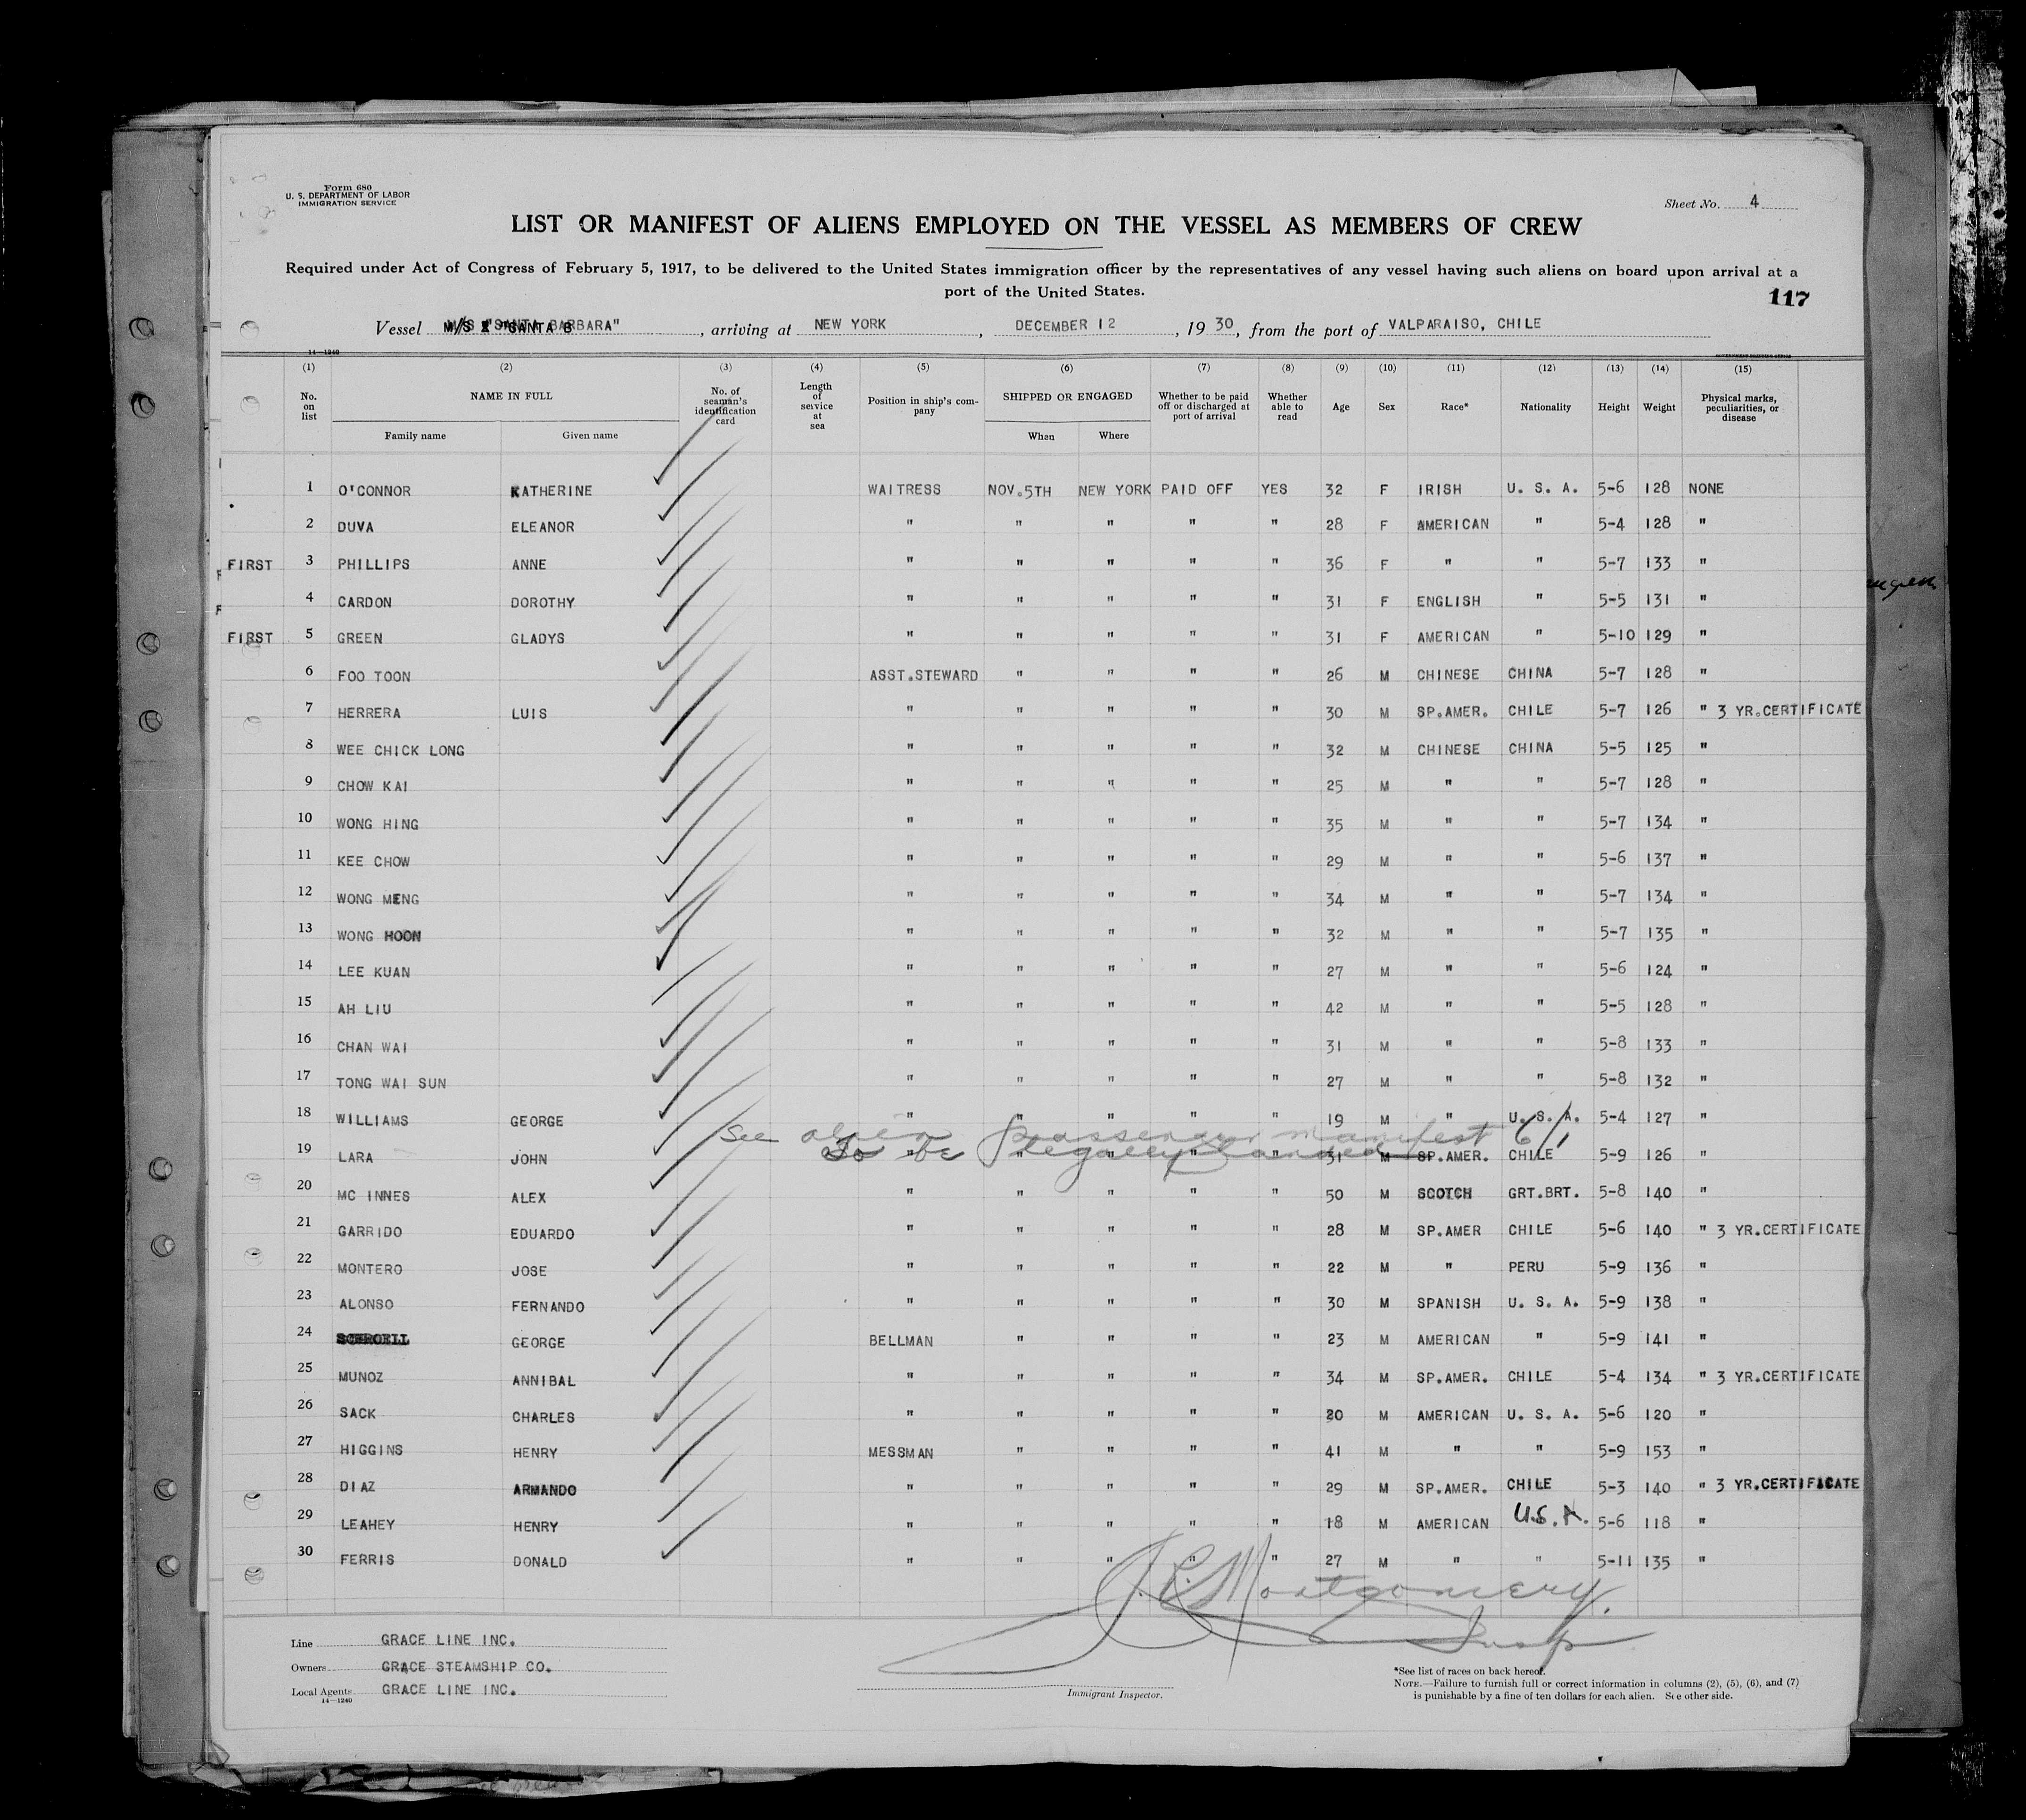 Form 680
U. S. DEPARTMENT OF LABOR
IMMIGRATION SERVICE
Sheet No. 4
LIST OR MANIFEST OF ALIENS EMPLOYED ON THE VESSEL AS MEMBERS OF CREW
Required under Act of Congress of February 5, 1917, to be delivered to the United States immigration officer by the representatives of any vessel having such aliens on board upon arrival at a
port of the United States.
117
Vessel M/S "SANTA BARBARA", arriving at NEW YORK, DECEMBER 12, 1930, from the port of VALPARAISO, CHILE
14—1240
(1) (2) (3) (4) (5) (6) (7) (8) (9) (10) (11) (12) (13) (14) (15)
No. on list NAME IN FULL Family name Given name No. of seaman's identification card Length of service at sea Position in ship's company SHIPPED OR ENGAGED When Where Whether to be paid off or discharged at port of arrival Whether able to read Age Sex Race* Nationality Height Weight Physical marks, peculiarities, or disease
1 O'CONNOR KATHERINE WAITRESS NOV.5TH NEW YORK PAID OFF YES 32 F IRISH U. S. A. 5-6 128 NONE
2 DUVA ELEANOR " " " " " 28 F AMERICAN " 5-4 128 "
FIRST 3 PHILLIPS ANNE " " " " " 36 F " " 5-7 133 "
4 CARDON DOROTHY " " " " " 31 F ENGLISH " 5-5 131 "
FIRST 5 GREEN GLADYS " " " " " 31 F AMERICAN " 5-10 129 "
6 FOO TOON ASST.STEWARD " " " " 26 M CHINESE CHINA 5-7 128 "
7 HERRERA LUIS " " " " " 30 M SP.AMER. CHILE 5-7 126 " 3 YR.CERTIFICATE
8 WEE CHICK LONG " " " " " 32 M CHINESE CHINA 5-5 125 "
9 CHOW KAI " " " " " 25 M " " 5-7 128 "
10 WONG HING " " " " " 35 M " " 5-7 134 "
11 KEE CHOW " " " " " 29 M " " 5-6 137 "
12 WONG MENG " " " " " 34 M " " 5-7 134 "
13 WONG HOON " " " " " 32 M " " 5-7 135 "
14 LEE KUAN " " " " " 27 M " " 5-6 124 "
15 AH LIU " " " " " 42 M " " 5-5 128 "
16 CHAN WAI " " " " " 31 M " " 5-8 133 "
17 TONG WAI SUN " " " " " 27 M " " 5-8 132 "
18 WILLIAMS GEORGE " " " " " 19 M " U. S. A. 5-4 127 "
See alien passenger manifest
to be legally landed
19 LARA JOHN " " " " " 31 M SP.AMER. CHILE 5-9 126 "
20 MC INNES ALEX " " " " " 50 M SCOTCH GRT.BRT. 5-8 140 "
21 GARRIDO EDUARDO " " " " " 28 M SP.AMER CHILE 5-6 140 " 3 YR.CERTIFICATE
22 MONTERO JOSE " " " " " 22 M " PERU 5-9 136 "
23 ALONSO FERNANDO " " " " " 30 M SPANISH U. S. A. 5-9 138 "
24 GEORGE BELLMAN " " " " 23 M AMERICAN " 5-9 141 "
25 MUNOZ ANNIBAL " " " " " 34 M SP.AMER. CHILE 5-4 134 " 3 YR.CERTIFICATE
26 SACK CHARLES " " " " " 20 M AMERICAN U. S. A. 5-6 120 "
27 HIGGINS HENRY MESSMAN " " " " 41 M " " 5-9 153 "
28 DIAZ ARMANDO " " " " " 29 M SP.AMER. CHILE 5-3 140 " 3 YR.CERTIFICATE
29 LEAHEY HENRY " " " " " 18 M AMERICAN U.S.A. 5-6 118 "
30 FERRIS DONALD " " " " " 27 M " " 5-11 135 "
Montgomery.
Insp
Line GRACE LINE INC.
Owners GRACE STEAMSHIP CO.
Local Agents GRACE LINE INC.
14—1240
Immigrant Inspector.
*See list of races on back hereof.
NOTE.—Failure to furnish full or correct information in columns (2), (5), (6), and (7)
is punishable by a fine of ten dollars for each alien. See other side.